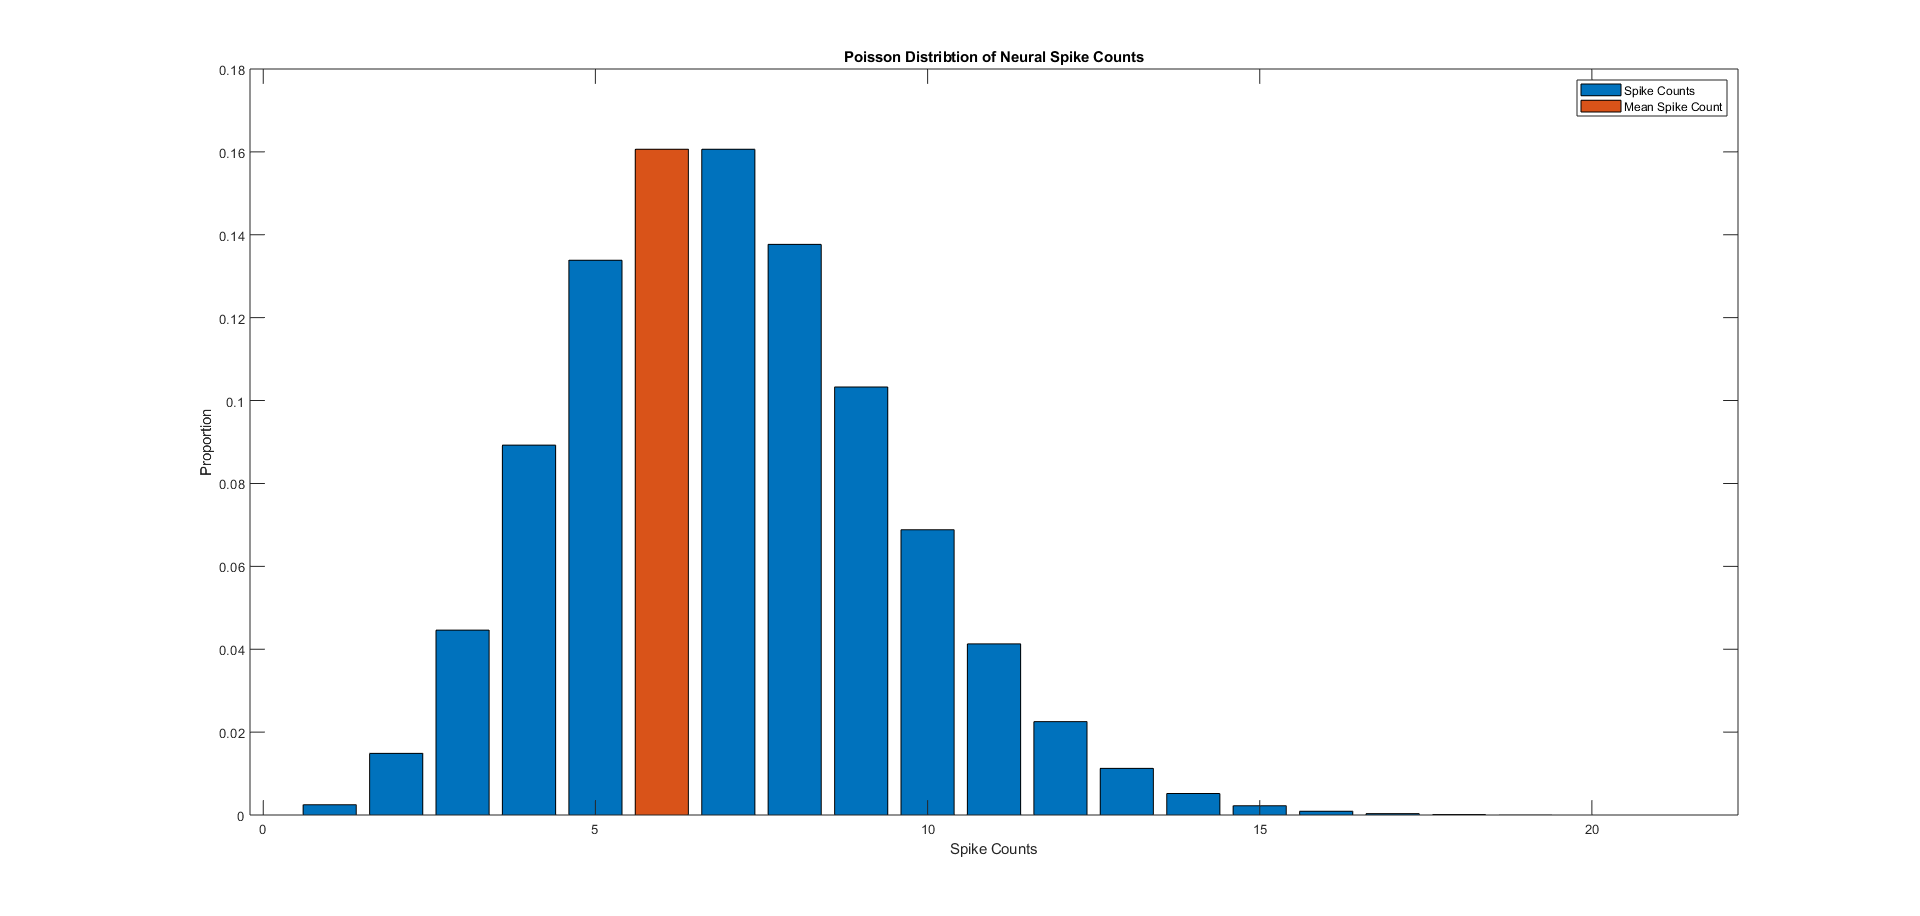 Poisson Distribtion of Neural Spike Counts
Spike Counts
Mean Spike Count
0.18
0.16
0.14
0.12
0.1
0.08
0.06
0.04
0.02
0
Proportion
0 5 10 15 20
Spike Counts